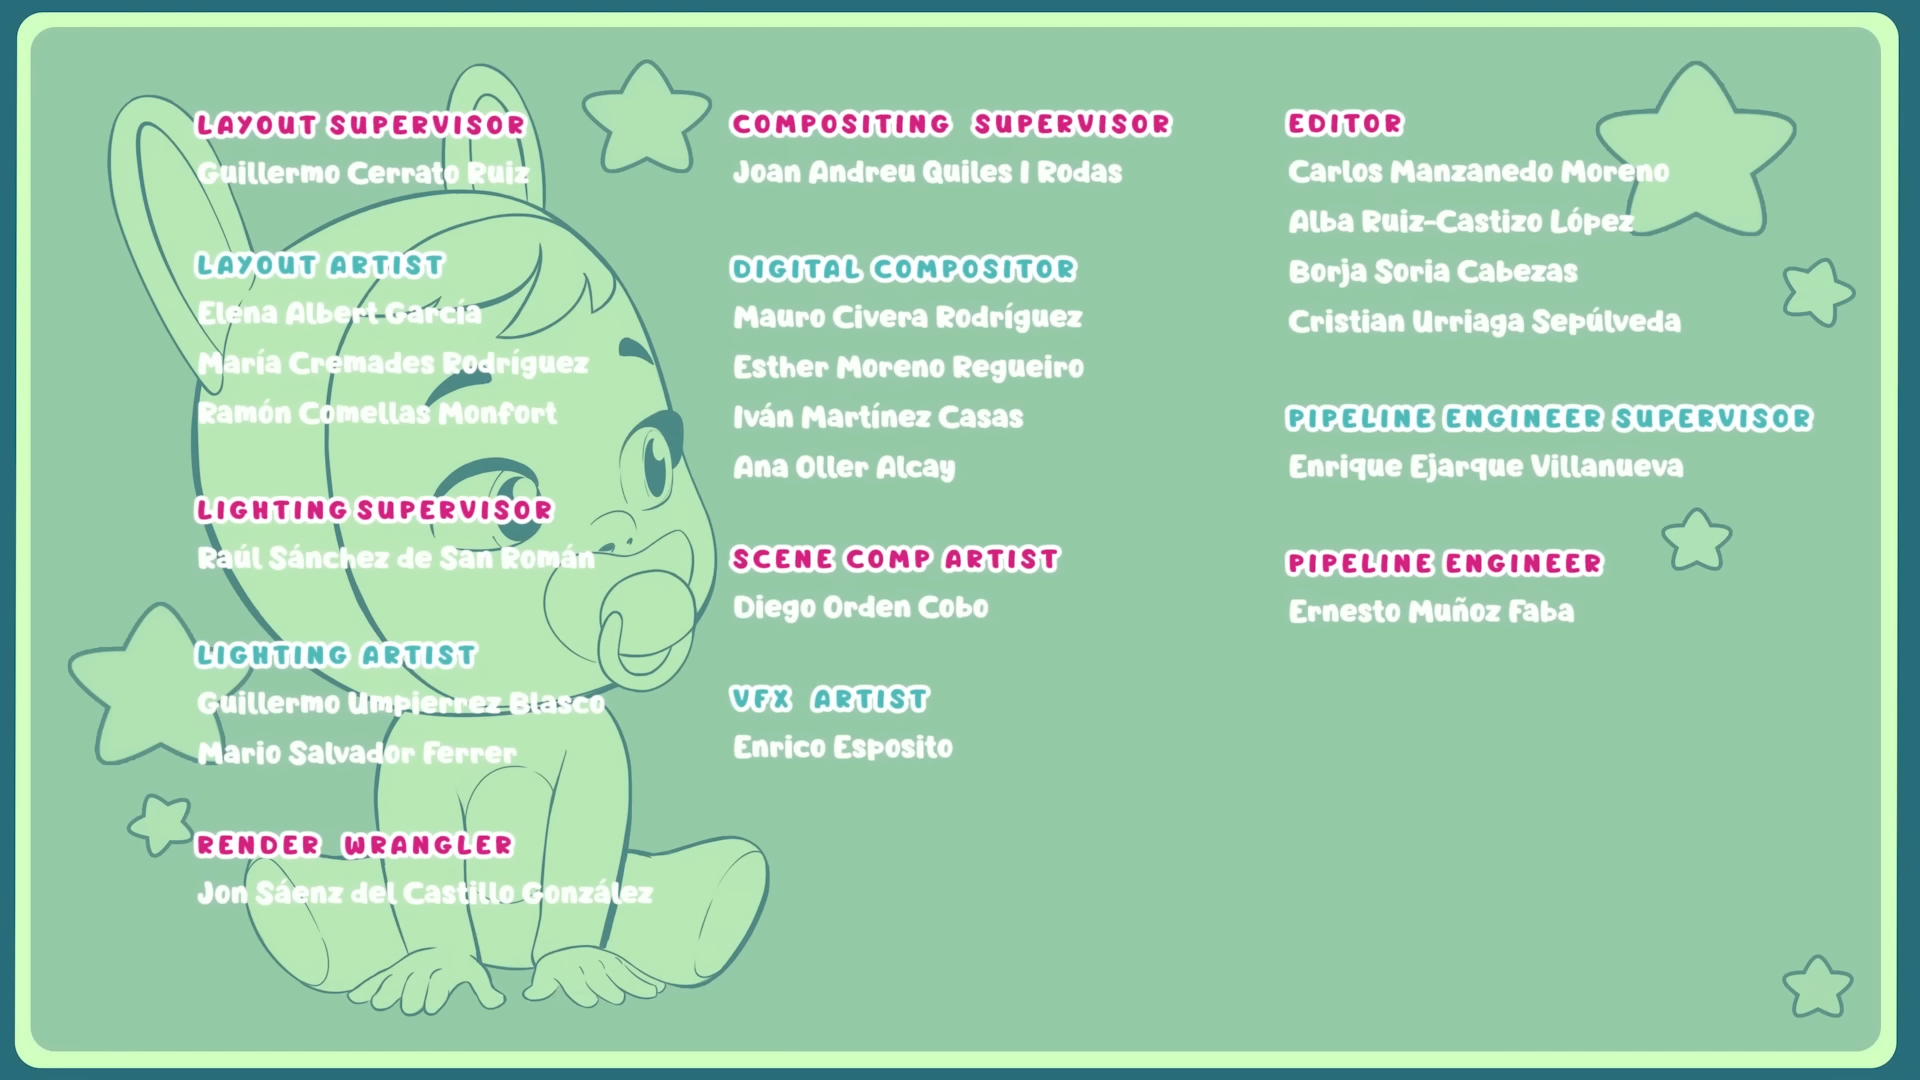 LAYOUT SUPERVISOR
Guillermo Cerrato Ruiz
LAYOUT ARTIST
Elena Albert García
María Cremades Rodríguez
Ramón Comellas Monfort
LIGHTING SUPERVISOR
Raúl Sánchez de San Román
LIGHTING ARTIST
Guillermo Umpierrez Blasco
Mario Salvador Ferrer
RENDER WRANGLER
Jon Sáenz del Castillo González
COMPOSITING SUPERVISOR
Joan Andreu Quiles I Rodas
DIGITAL COMPOSITOR
Mauro Civera Rodríguez
Esther Moreno Regueiro
Iván Martínez Casas
Ana Oller Alcay
SCENE COMP ARTIST
Diego Orden Cobo
VFX ARTIST
Enrico Esposito
EDITOR
Carlos Manzanedo Moreno
Alba Ruiz-Castizo López
Borja Soria Cabezas
Cristian Urriaga Sepúlveda
PIPELINE ENGINEER SUPERVISOR
Enrique Ejarque Villanueva
PIPELINE ENGINEER
Ernesto Muñoz Faba